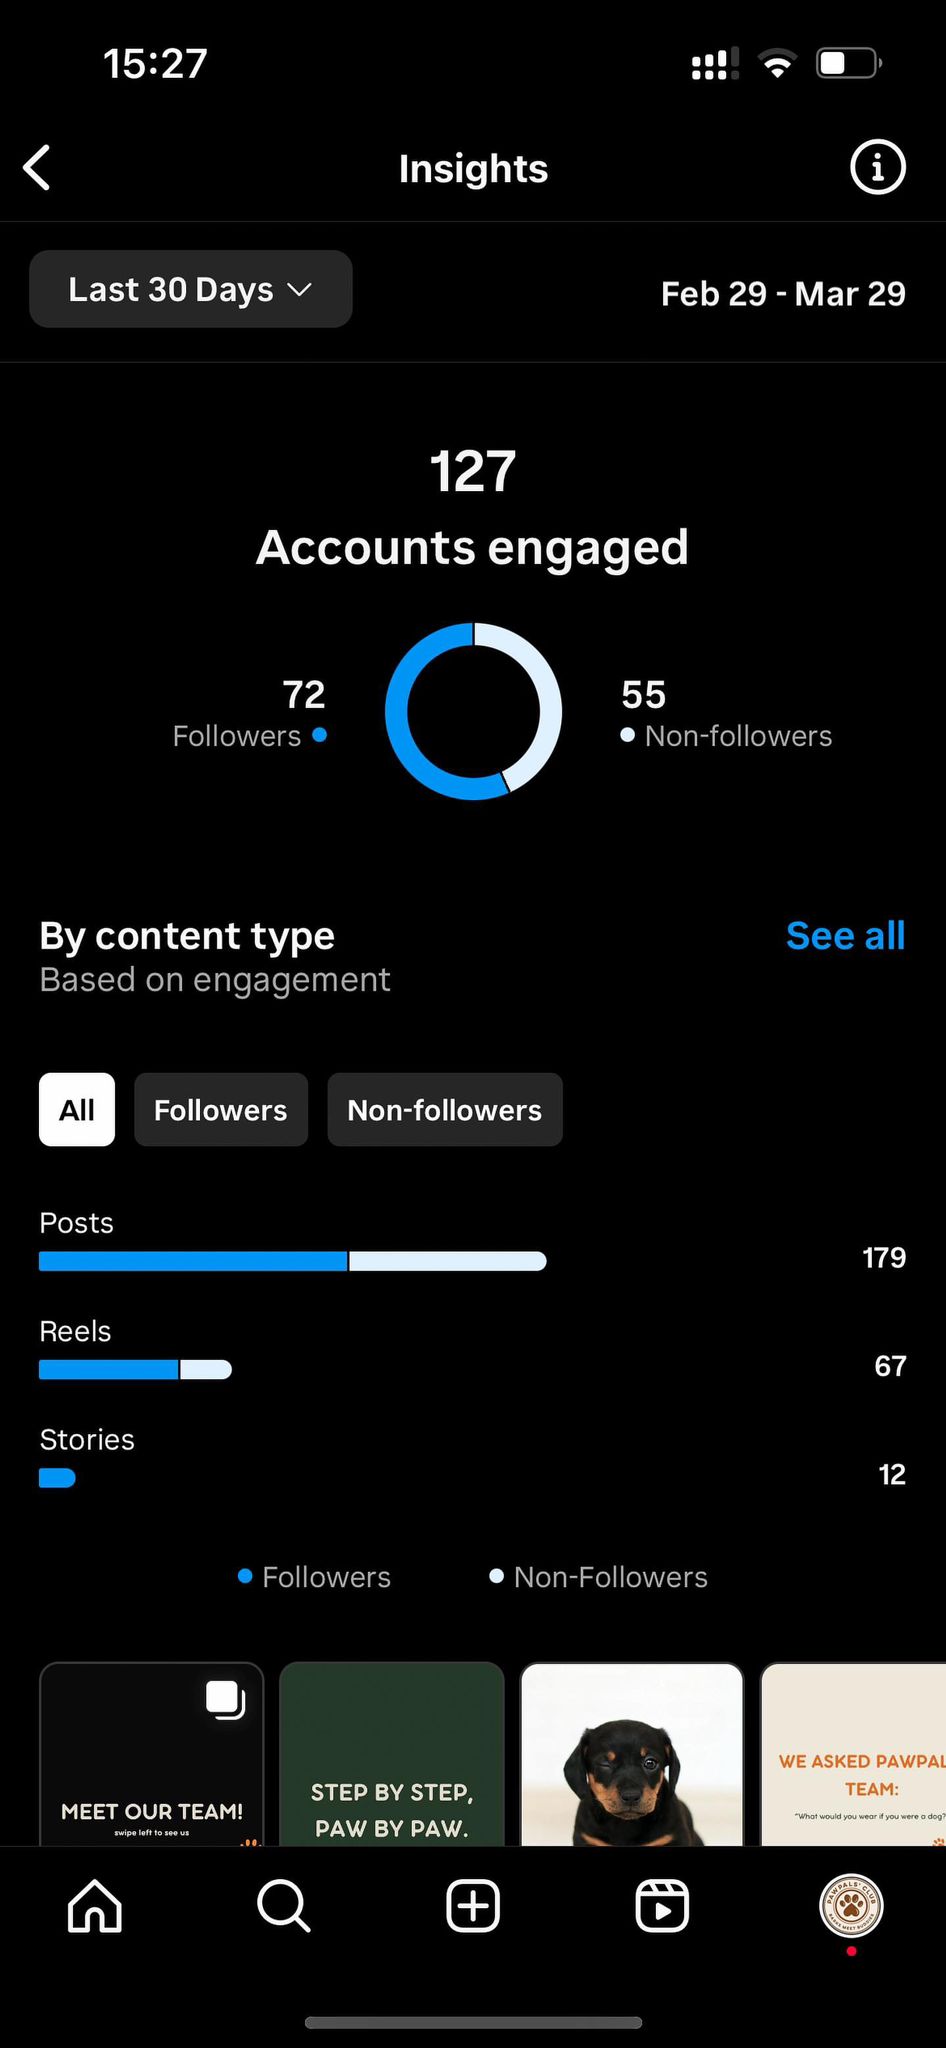 15:27
Insights
Last 30 Days
Feb 29 - Mar 29
127
Accounts engaged
72
Followers
55
Non-followers
By content type
See all
Based on engagement
All
Followers
Non-followers
Posts
179
Reels
67
Stories
12
Followers
Non-Followers
MEET OUR TEAM!
swipe left to see us
STEP BY STEP,
PAW BY PAW.
WE ASKED PAWPAL
TEAM:
"What would you wear if you were a dog?
PAWPALS' CLUB